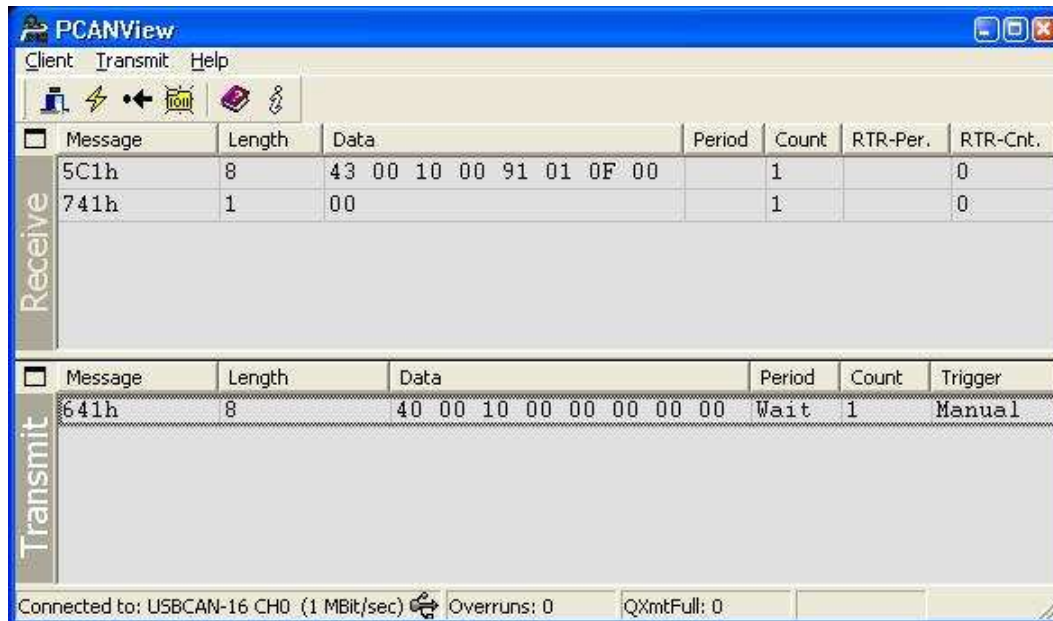 PCANView
Client Transmit Help
Message Length Data Period Count RTR-Per. RTR-Cnt.
5C1h 8 43 00 10 00 91 01 0F 00 1 0
741h 1 00 1 0
Receive
Message Length Data Period Count Trigger
641h 8 40 00 10 00 00 00 00 00 Wait 1 Manual
Transmit
Connected to: USBCAN-16 CH0 (1 MBit/sec) Overruns: 0 QXmtFull: 0